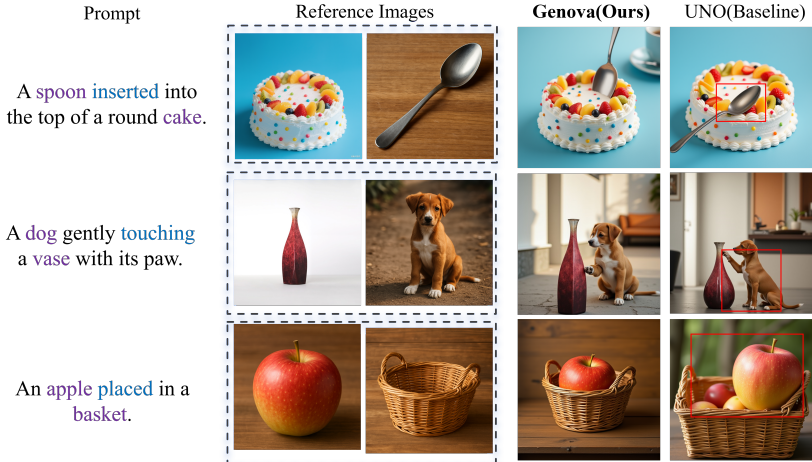 Prompt
Reference Images
Genova(Ours)
UNO(Baseline)
A spoon inserted into
the top of a round cake.
A dog gently touching
a vase with its paw.
An apple placed in a
basket.